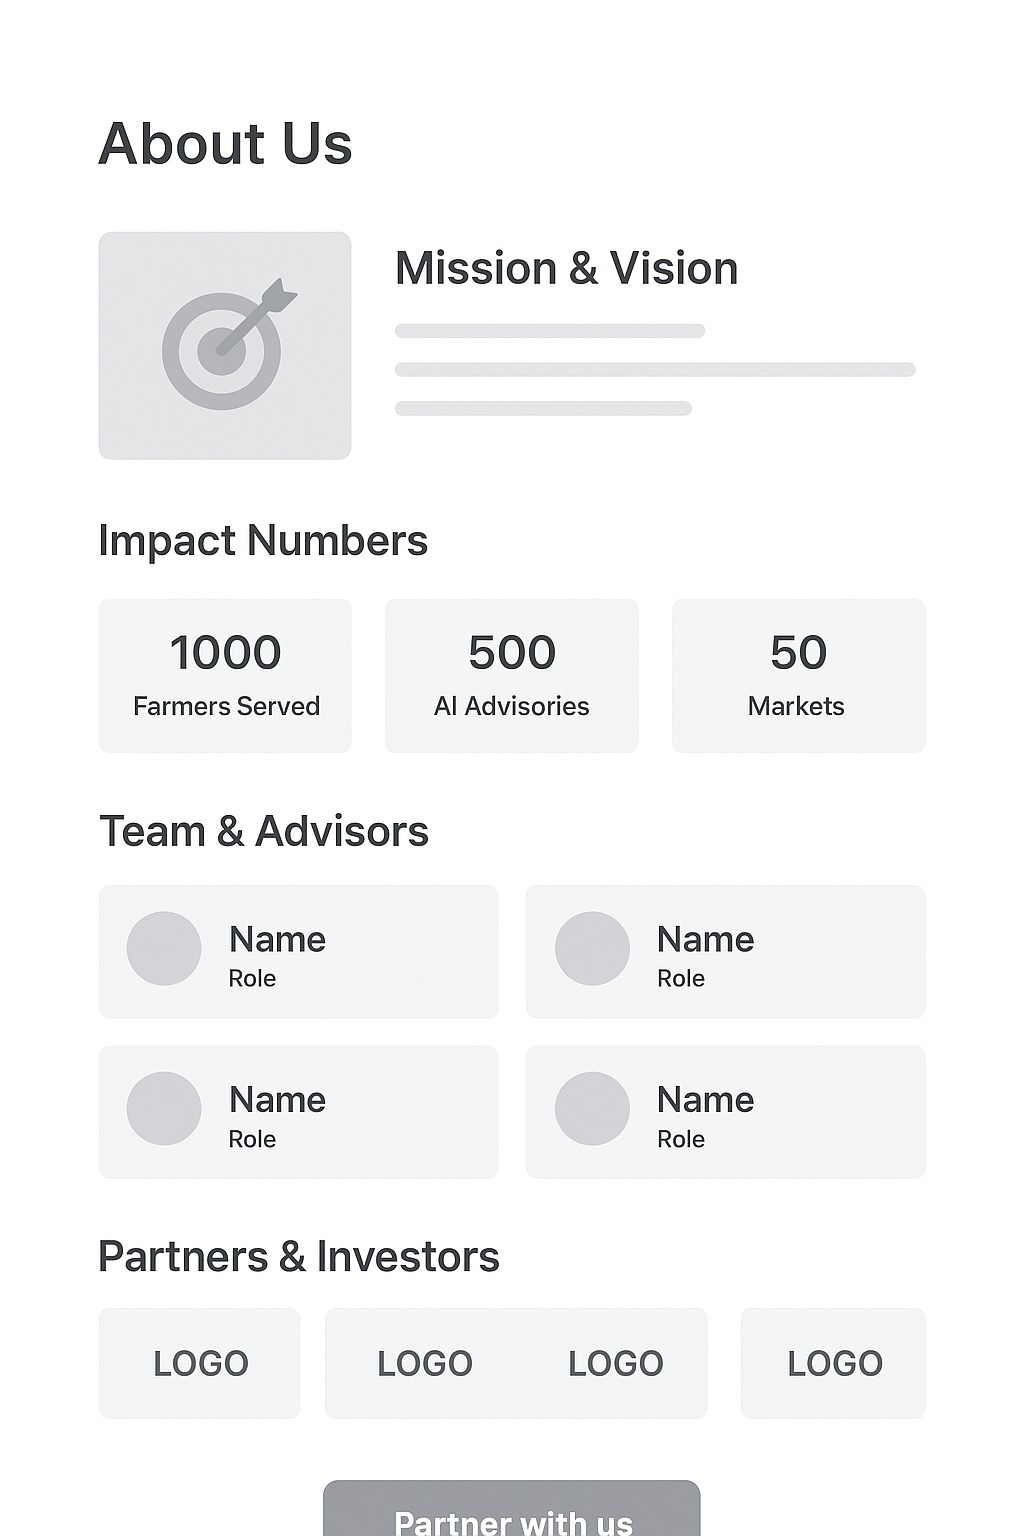 About Us
Mission & Vision
Impact Numbers
1000
Farmers Served
500
AI Advisories
50
Markets
Team & Advisors
Name
Role
Name
Role
Name
Role
Name
Role
Partners & Investors
LOGO
LOGO
LOGO
LOGO
Partner with us